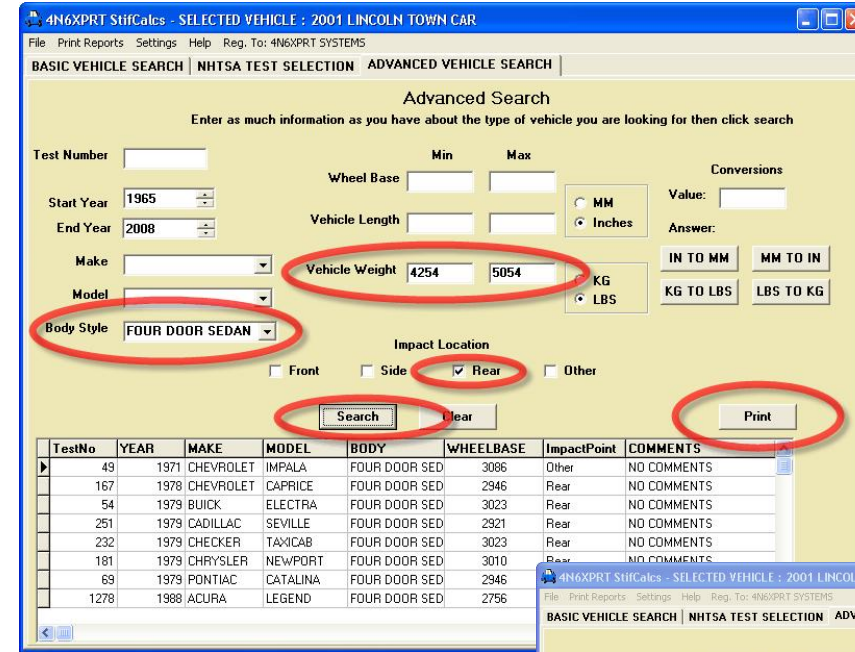 4N6XPRT StifCalcs - SELECTED VEHICLE : 2001 LINCOLN TOWN CAR
File Print Reports Settings Help Reg. To: 4N6XPRT SYSTEMS
BASIC VEHICLE SEARCH NHTSA TEST SELECTION ADVANCED VEHICLE SEARCH
Advanced Search
Enter as much information as you have about the type of vehicle you are looking for then click search
Test Number
Min Max
Conversions
Wheel Base
Value:
Start Year 1965
MM
End Year 2008
Vehicle Length
Inches
Answer:
Make
Vehicle Weight 4254 5054
IN TO MM MM TO IN
KG
Model
LBS
KG TO LBS LBS TO KG
Body Style FOUR DOOR SEDAN
Impact Location
Front Side Rear Other
Search Clear Print
TestNo YEAR MAKE MODEL BODY WHEELBASE ImpactPoint COMMENTS
49 1971 CHEVROLET IMPALA FOUR DOOR SED 3086 Other NO COMMENTS
167 1978 CHEVROLET CAPRICE FOUR DOOR SED 2946 Rear NO COMMENTS
54 1979 BUICK ELECTRA FOUR DOOR SED 3023 Rear NO COMMENTS
251 1979 CADILLAC SEVILLE FOUR DOOR SED 2921 Rear NO COMMENTS
232 1979 CHECKER TAXICAB FOUR DOOR SED 3023 Rear NO COMMENTS
181 1979 CHRYSLER NEWPORT FOUR DOOR SED 3010 Rear NO COMMENTS
69 1979 PONTIAC CATALINA FOUR DOOR SED 2946
1278 1988 ACURA LEGEND FOUR DOOR SED 2756
4N6XPRT StifCalcs - SELECTED VEHICLE : 2001 LINCOL
File Print Reports Settings Help Reg. To: 4N6XPRT SYSTEMS
BASIC VEHICLE SEARCH NHTSA TEST SELECTION ADV